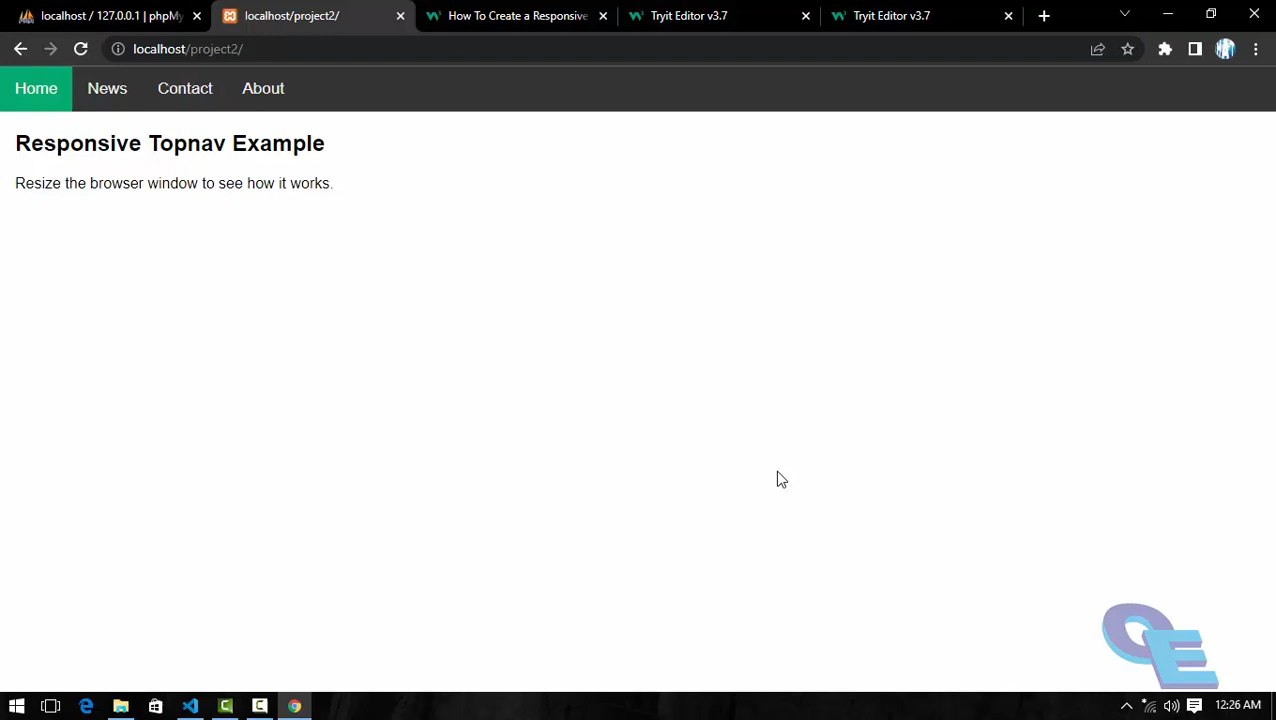 localhost / 127.0.0.1 | phpMy
localhost/project2/
How To Create a Responsive
Tryit Editor v3.7
Tryit Editor v3.7
localhost/project2/
Home
News
Contact
About
Responsive Topnav Example
Resize the browser window to see how it works.
OE
12:26 AM